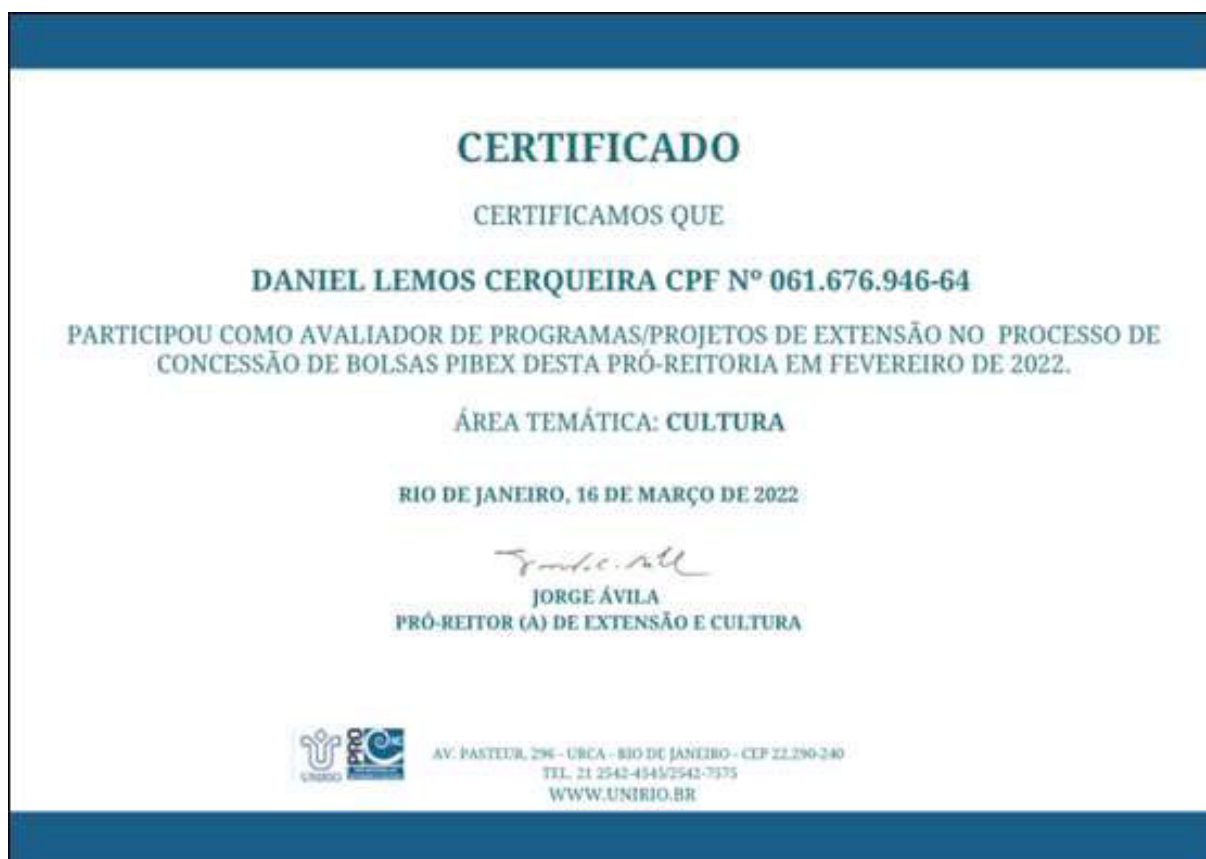 CERTIFICADO
CERTIFICAMOS QUE
DANIEL LEMOS CERQUEIRA CPF Nº 061.676.946-64
PARTICIPOU COMO AVALIADOR DE PROGRAMAS/PROJETOS DE EXTENSÃO NO PROCESSO DE
CONCESSÃO DE BOLSAS PIBEX DESTA PRÓ-REITORIA EM FEVEREIRO DE 2022.
ÁREA TEMÁTICA: CULTURA
RIO DE JANEIRO, 16 DE MARÇO DE 2022
JORGE ÁVILA
PRÓ-REITOR (A) DE EXTENSÃO E CULTURA
UNIRIO
PRO
AV. PASTEUR, 296 - URCA - RIO DE JANEIRO - CEP 22.290-240
TEL. 21 2542-4545/2542-7575
WWW.UNIRIO.BR